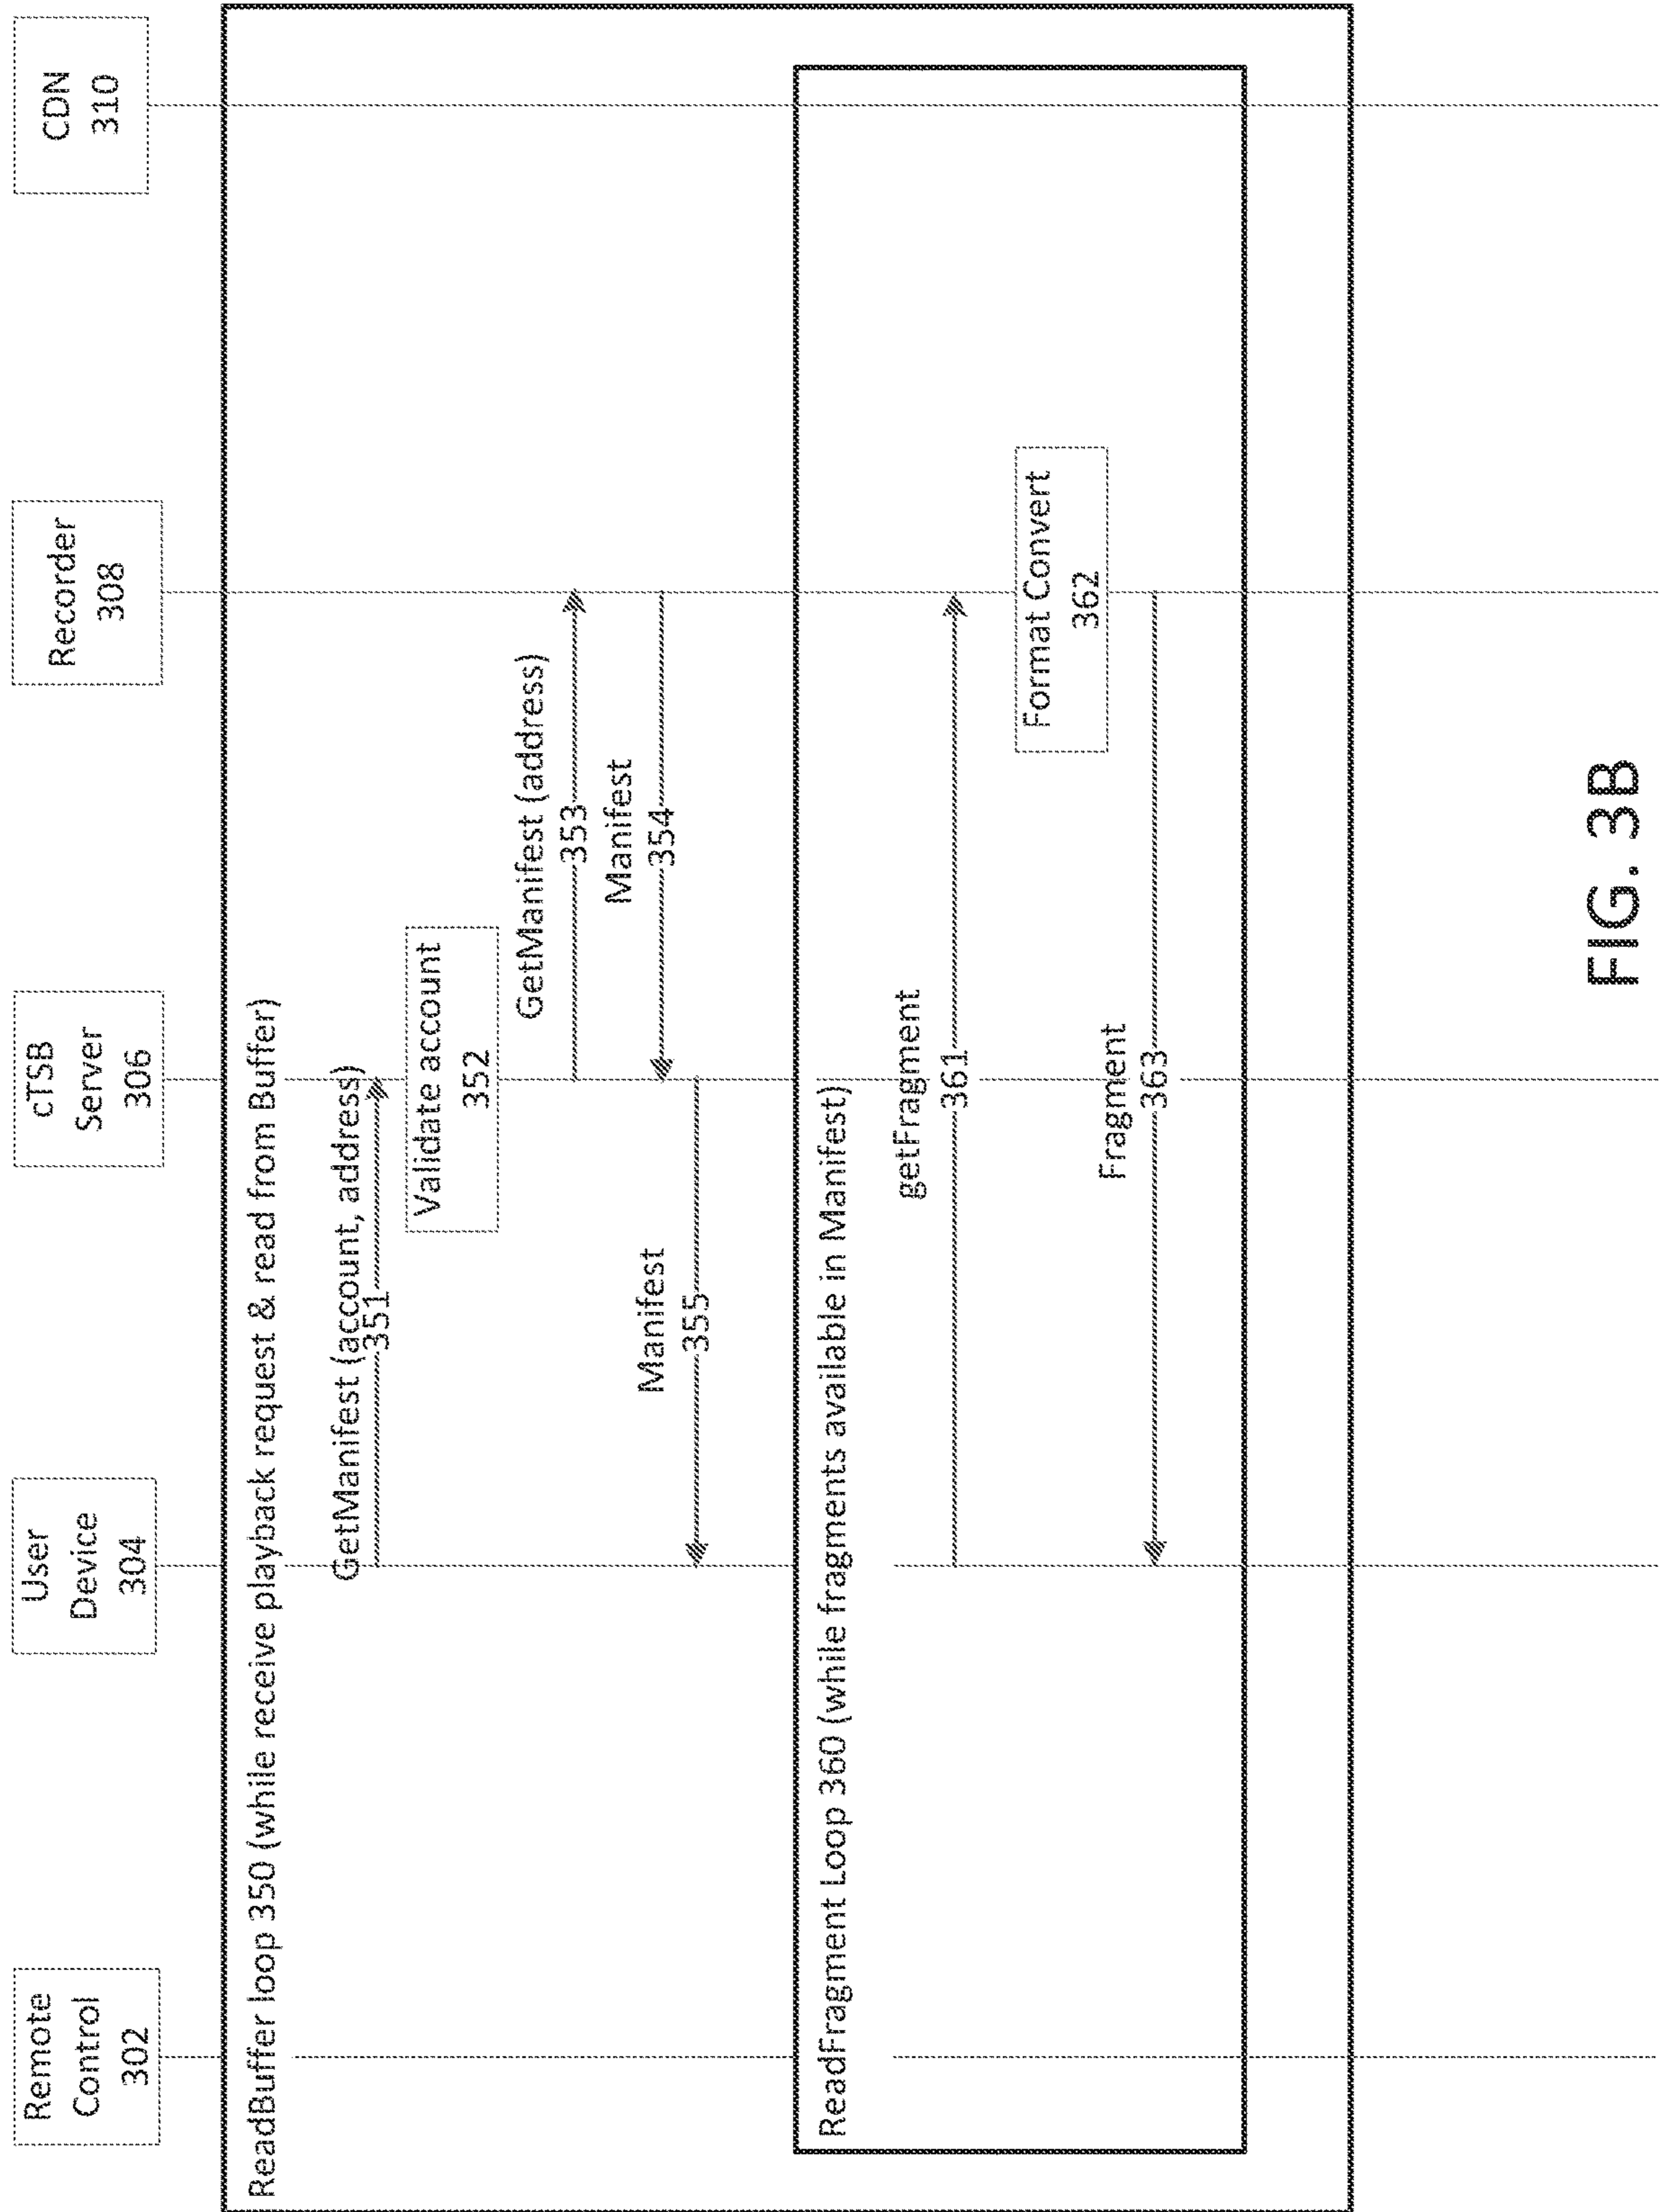 Remote
Control
302
User
Device
304
cTSB
Server
306
Recorder
308
CDN
310
ReadBuffer loop 350 (while receive playback request & read from Buffer)
GetManifest (account, address)
351
Validate account
352
GetManifest (address)
353
Manifest
354
Manifest
355
ReadFragment Loop 360 (while fragments available in Manifest)
getFragment
361
Format Convert
362
Fragment
363
FIG. 3B